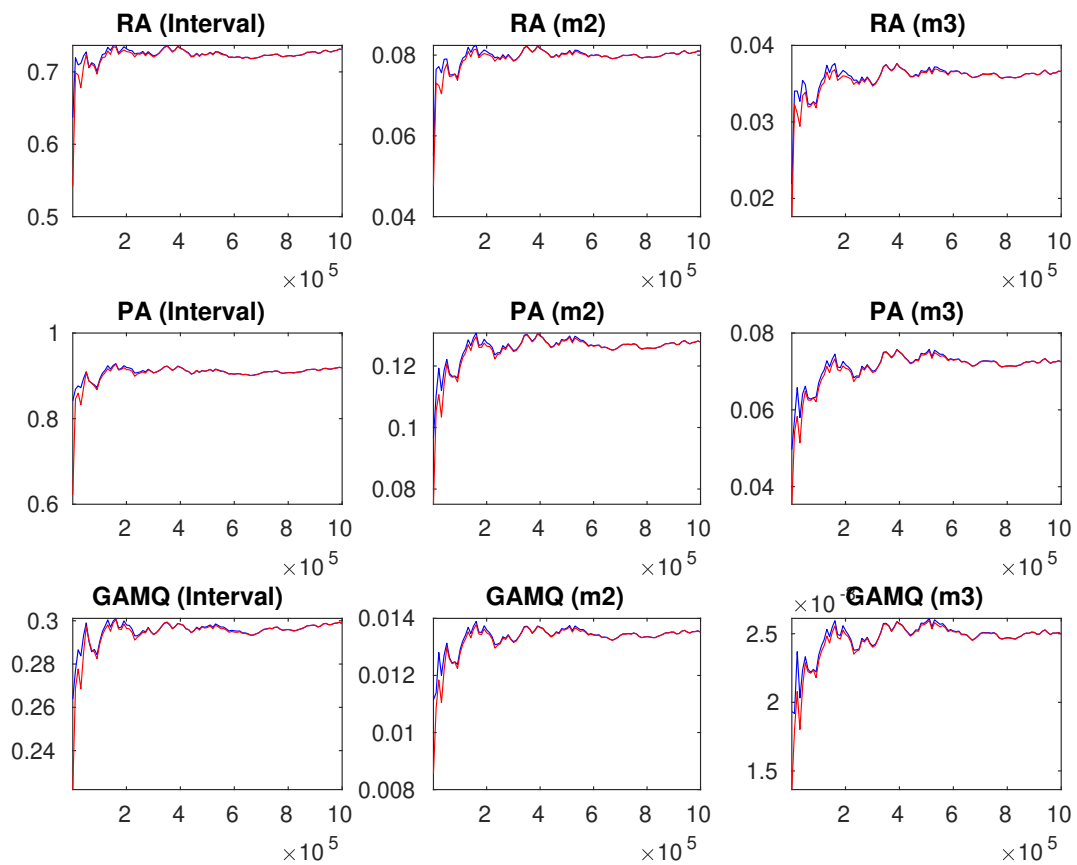 RA (Interval)
0.7
0.6
0.5
2 4 6 8 10
×10 5
RA (m2)
0.08
0.06
0.04
2 4 6 8 10
×10 5
RA (m3)
0.04
0.03
0.02
2 4 6 8 10
×10 5
PA (Interval)
1
0.8
0.6
2 4 6 8 10
×10 5
PA (m2)
0.12
0.1
0.08
2 4 6 8 10
×10 5
PA (m3)
0.08
0.06
0.04
2 4 6 8 10
×10 5
GAMQ (Interval)
0.3
0.28
0.26
0.24
2 4 6 8 10
×10 5
GAMQ (m2)
0.014
0.012
0.01
0.008
2 4 6 8 10
×10 5
GAMQ (m3)
×10 -3
2.5
2
1.5
2 4 6 8 10
×10 5